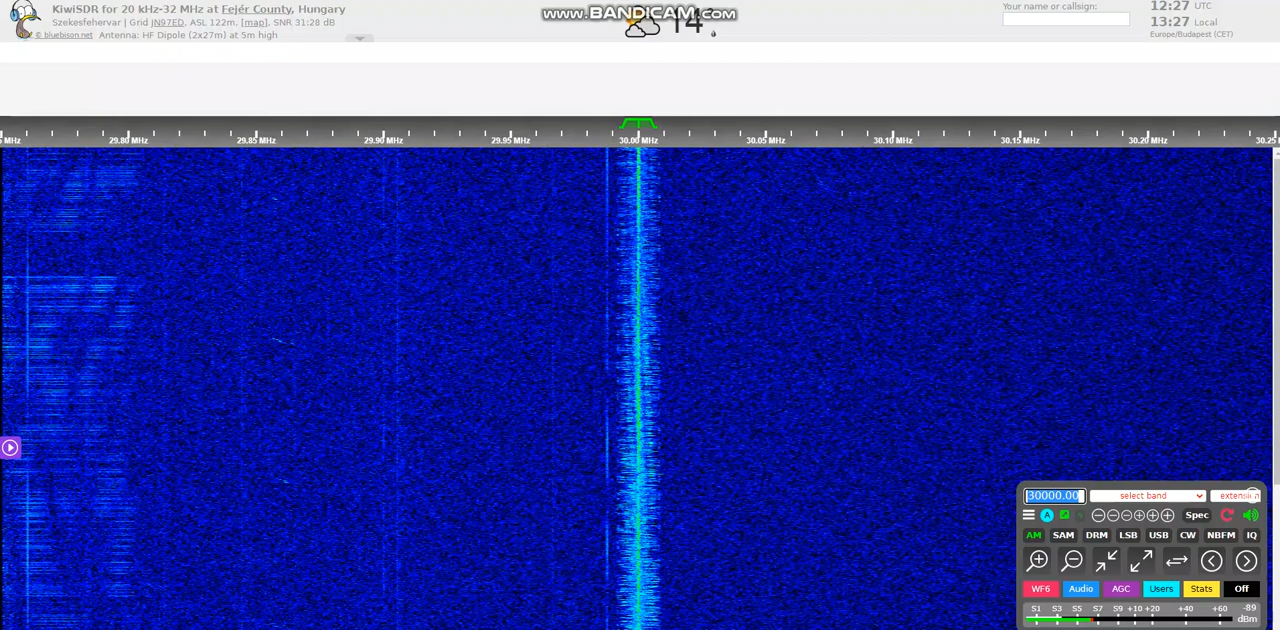 KiwiSDR for 20 kHz-32 MHz at Fejér County, Hungary
Szekesfehervar | Grid JN97ED, ASL 122m. [map], SNR 31:28 dB
© bluebison.net Antenna: HF Dipole (2x27m) at 5m high
www.BANDICAM.com
14°
Your name or callsign:
12:27 UTC
13:27 Local
Europe/Budapest (CET)
MHz 29.80 MHz 29.85 MHz 29.90 MHz 29.95 MHz 30.00 MHz 30.05 MHz 30.10 MHz 30.15 MHz 30.20 MHz 30.25
30000.00 select band extension
A Spec
AM SAM DRM LSB USB CW NBFM IQ
WF6 Audio AGC Users Stats Off
S1 S3 S5 S7 S9 +10 +20 +40 +60 -89
dBm